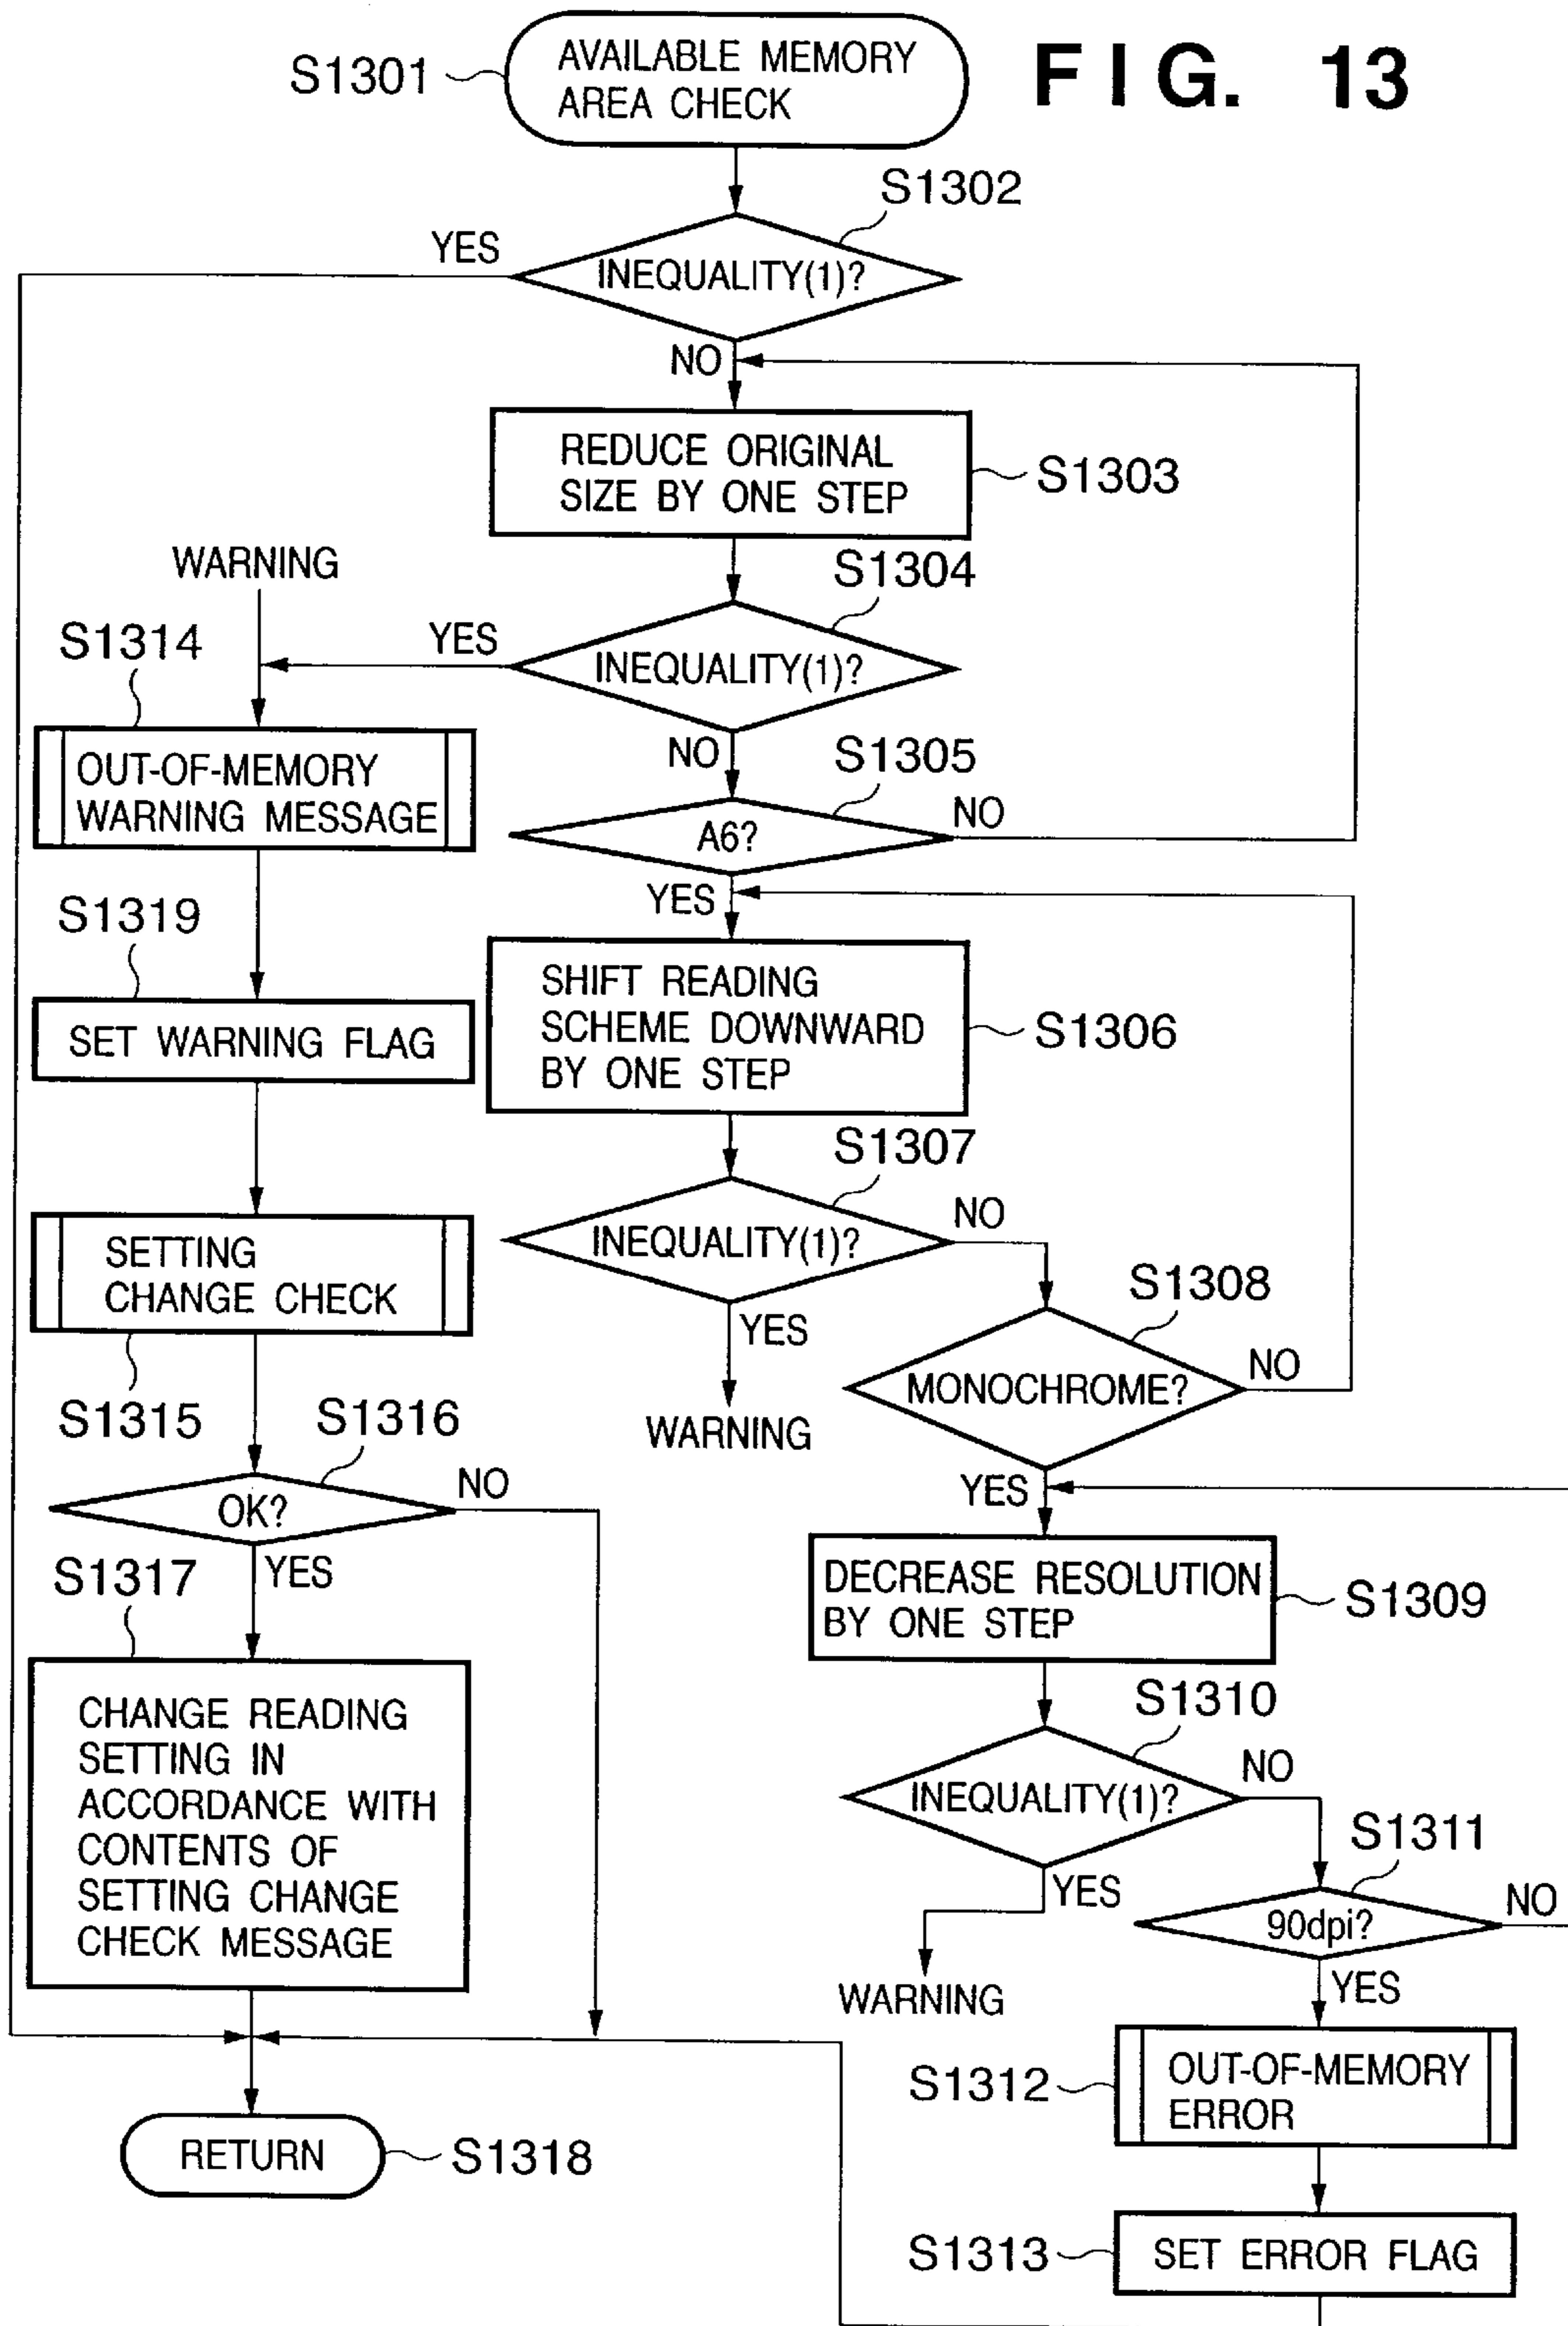 FIG. 13
S1301
AVAILABLE MEMORY
AREA CHECK
S1302
YES
INEQUALITY(1)?
NO
REDUCE ORIGINAL
SIZE BY ONE STEP
S1303
WARNING
S1304
S1314
YES
INEQUALITY(1)?
OUT-OF-MEMORY
WARNING MESSAGE
NO
S1305
A6?
NO
S1319
YES
SET WARNING FLAG
SHIFT READING
SCHEME DOWNWARD
BY ONE STEP
S1306
S1307
INEQUALITY(1)?
NO
SETTING
CHANGE CHECK
S1308
YES
MONOCHROME?
NO
S1315
WARNING
S1316
OK?
NO
YES
S1317
YES
DECREASE RESOLUTION
BY ONE STEP
S1309
CHANGE READING
SETTING IN
ACCORDANCE WITH
CONTENTS OF
SETTING CHANGE
CHECK MESSAGE
S1310
INEQUALITY(1)?
NO
S1311
YES
90dpi?
NO
WARNING
YES
S1312
OUT-OF-MEMORY
ERROR
RETURN
S1318
S1313
SET ERROR FLAG